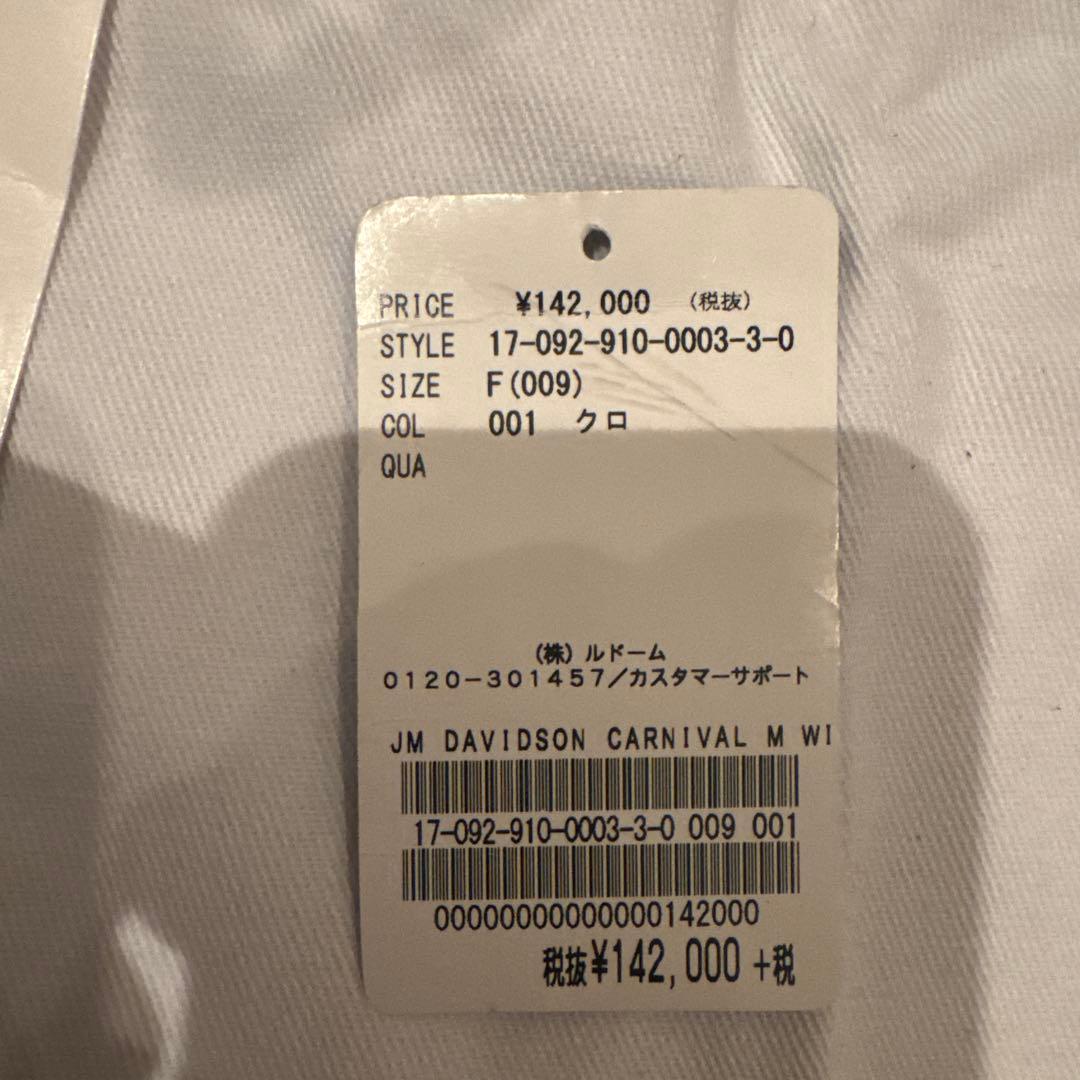 PRICE ¥142,000 (税抜)
STYLE 17-092-910-0003-3-0
SIZE F(009)
COL 001 クロ
QUA
(株)ルドーム
0120-301457/カスタマーサポート
JM DAVIDSON CARNIVAL M WI
17-092-910-0003-3-0 009 001
00000000000000142000
税抜¥142,000 +税